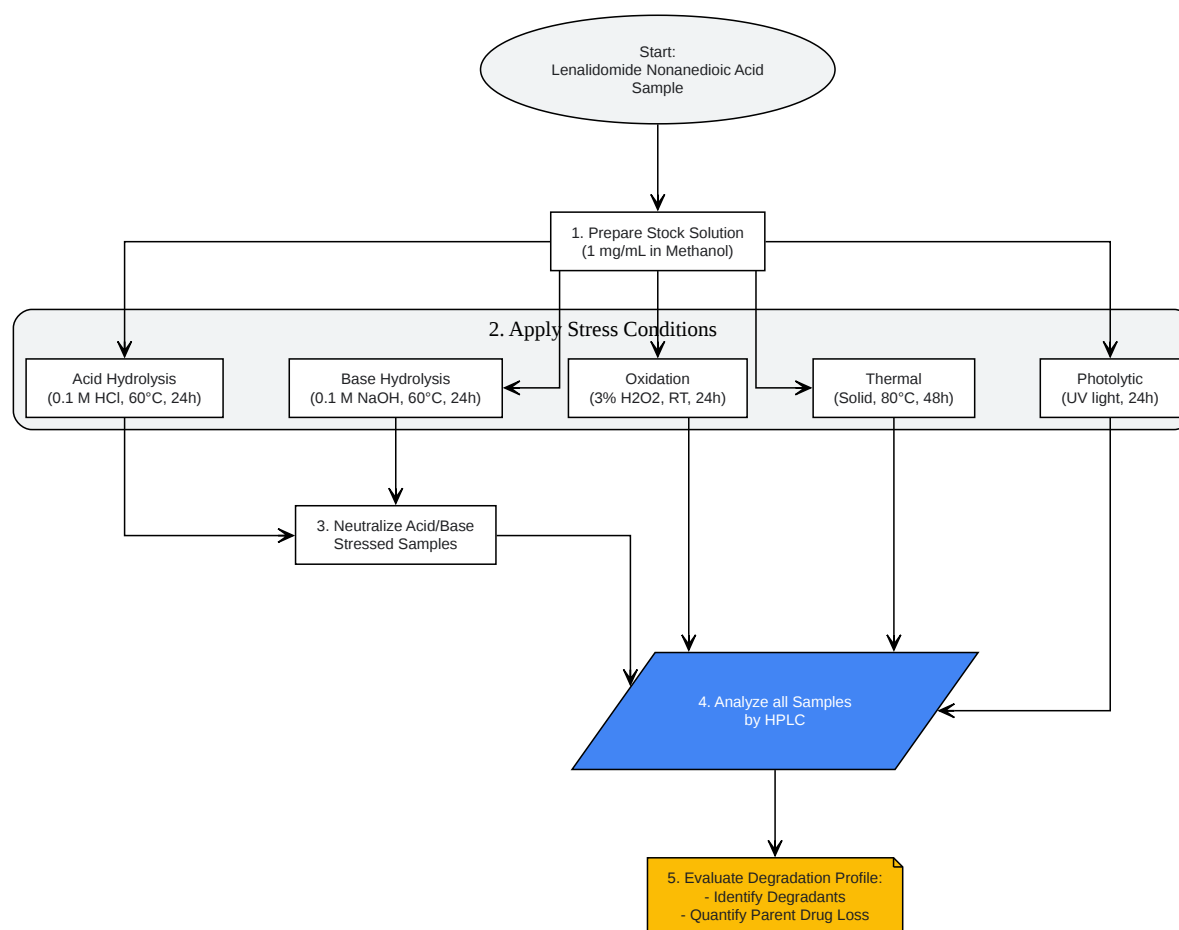 Start:
Lenalidomide Nonanedioic Acid
Sample
1. Prepare Stock Solution
(1 mg/mL in Methanol)
2. Apply Stress Conditions
Acid Hydrolysis
(0.1 M HCl, 60°C, 24h)
Base Hydrolysis
(0.1 M NaOH, 60°C, 24h)
Oxidation
(3% H2O2, RT, 24h)
Thermal
(Solid, 80°C, 48h)
Photolytic
(UV light, 24h)
3. Neutralize Acid/Base
Stressed Samples
4. Analyze all Samples
by HPLC
5. Evaluate Degradation Profile:
- Identify Degradants
- Quantify Parent Drug Loss